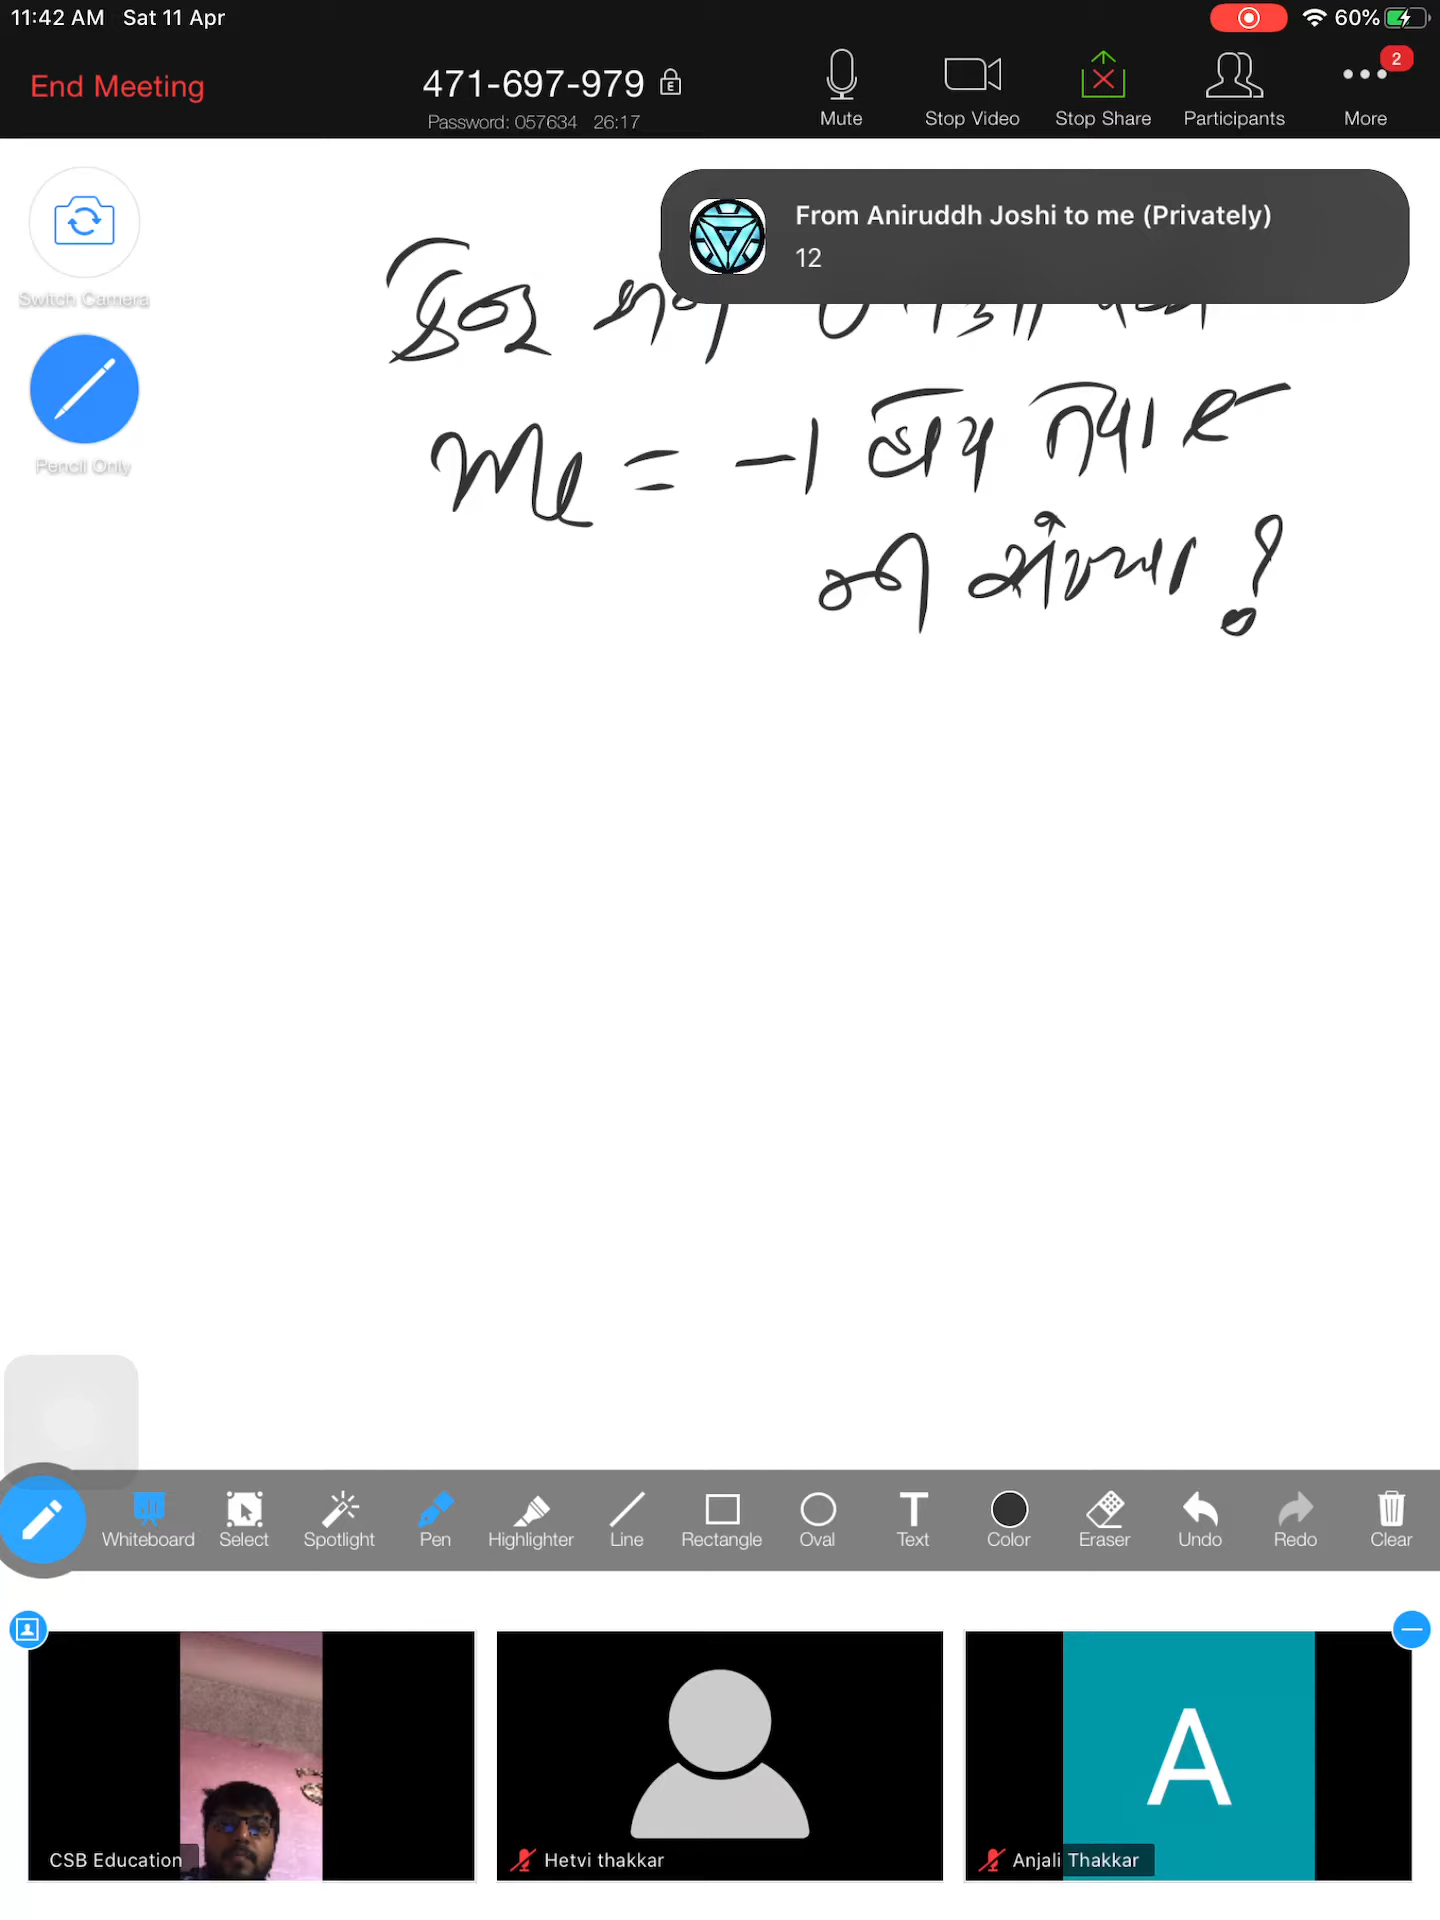 11:42 AM Sat 11 Apr
60%
End Meeting
471-697-979
Password: 057634 26:17
Mute
Stop Video
Stop Share
Participants
2
More
From Aniruddh Joshi to me (Privately)
12
Switch Camera
Pencil Only
me = -1 હોય તેવા e
ની સંખ્યા ?
Whiteboard
Select
Spotlight
Pen
Highlighter
Line
Rectangle
Oval
T
Text
Color
Eraser
Undo
Redo
Clear
CSB Education
Hetvi thakkar
A
Anjali Thakkar